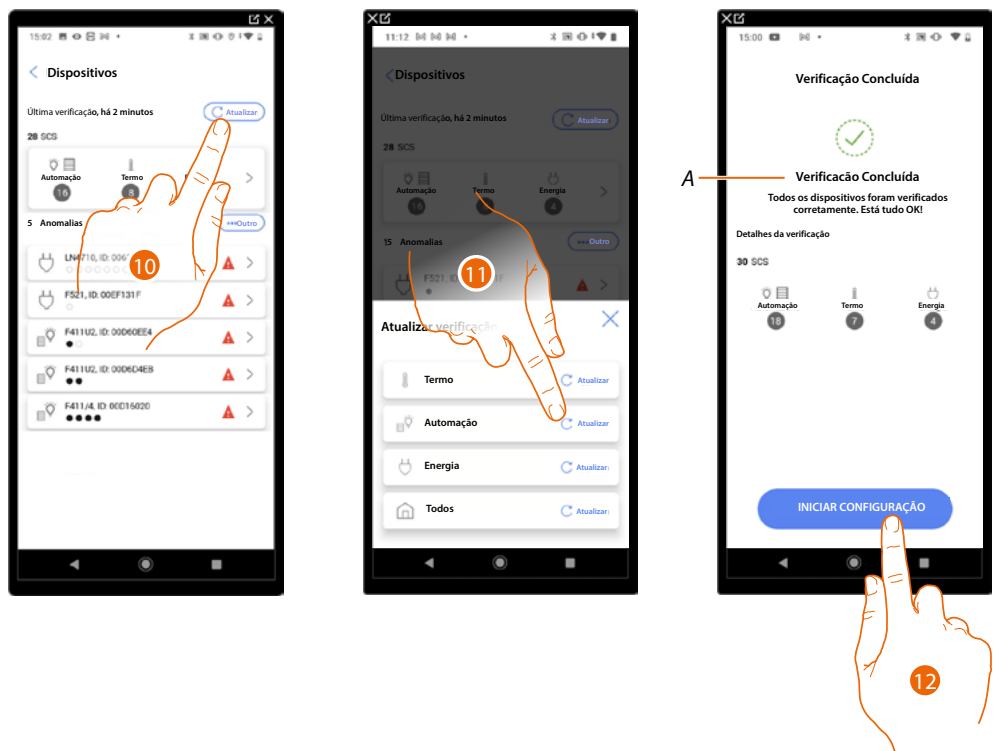 15:02
Dispositivos
Última verificação, há 2 minutos
Atualizar
28 SCS
Automação
Termo
16
8
5 Anomalias
Outro
LN4710, ID: 006
10
F521, ID: 00EF131F
F411U2, ID: 00D60EE4
F411U2, ID: 00D6D4EB
F411/4, ID: 00D16020
11:12
Dispositivos
Última verificação, há 2 minutos
Atualizar
28 SCS
Automação
Termo
Energia
16
4
15 Anomalias
Outro
F521, ID:
11
Atualizar verificação
Termo
Atualizar
Automação
Atualizar
Energia
Atualizar
Todos
Atualizar
15:00
Verificação Concluída
A
Verificação Concluída
Todos os dispositivos foram verificados
corretamente. Está tudo OK!
Detalhes da verificação
30 SCS
Automação
Termo
Energia
18
7
4
INICIAR CONFIGURAÇÃO
12